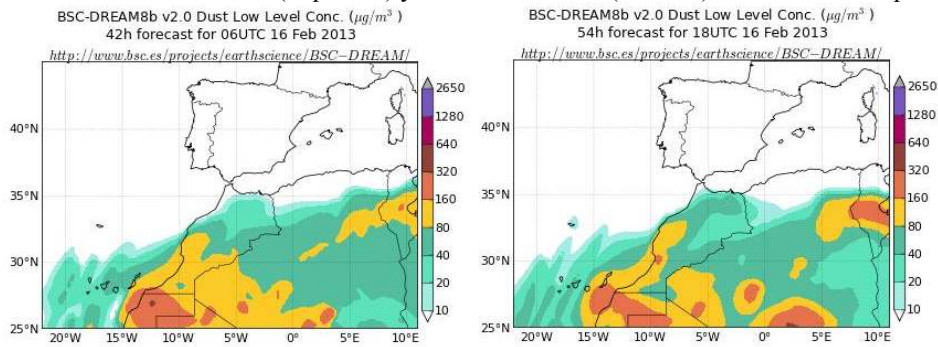 BSC-DREAM8b v2.0 Dust Low Level Conc. (μg/m³ )
42h forecast for 06UTC 16 Feb 2013
http://www.bsc.es/projects/earthscience/BSC−DREAM/
40°N
35°N
30°N
25°N
20°W
15°W
10°W
5°W
0°E
5°E
10°E
2650
1280
640
320
160
80
40
20
10
BSC-DREAM8b v2.0 Dust Low Level Conc. (μg/m³ )
54h forecast for 18UTC 16 Feb 2013
http://www.bsc.es/projects/earthscience/BSC−DREAM/
40°N
35°N
30°N
25°N
20°W
15°W
10°W
5°W
0°E
5°E
10°E
2650
1280
640
320
160
80
40
20
10